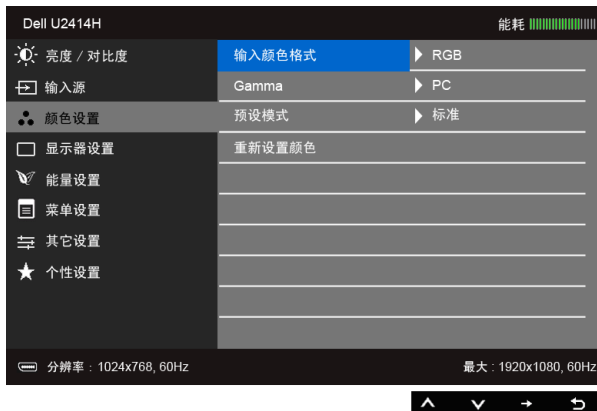 Dell U2414H 能耗
亮度 / 对比度 输入颜色格式 RGB
输入源 Gamma PC
颜色设置 预设模式 标准
显示器设置 重新设置颜色
能量设置
菜单设置
其它设置
个性设置
分辨率 : 1024x768, 60Hz 最大 : 1920x1080, 60Hz